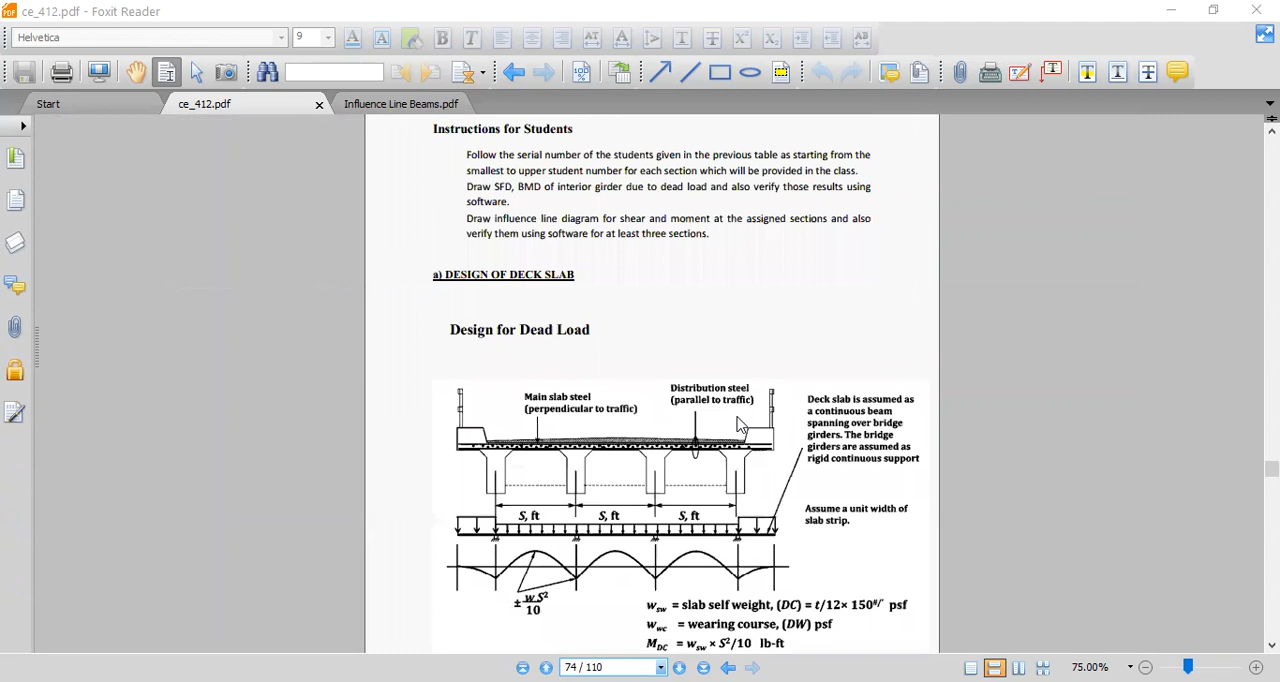 ce_412.pdf - Foxit Reader
Helvetica
9
Start
ce_412.pdf
Influence Line Beams.pdf
Instructions for Students
Follow the serial number of the students given in the previous table as starting from the
smallest to upper student number for each section which will be provided in the class.
Draw SFD, BMD of interior girder due to dead load and also verify those results using
software.
Draw influence line diagram for shear and moment at the assigned sections and also
verify them using software for at least three sections.
a) DESIGN OF DECK SLAB
Design for Dead Load
Main slab steel
(perpendicular to traffic)
Distribution steel
(parallel to traffic)
Deck slab is assumed as
a continuous beam
spanning over bridge
girders. The bridge
girders are assumed as
rigid continuous support
S, ft
S, ft
S, ft
Assume a unit width of
slab strip.
± w S²
10
w_sw = slab self weight, (DC) = t/12× 150#/' psf
w_wc = wearing course, (DW) psf
M_DC = w_sw × S²/10 lb-ft
74 / 110
75.00%